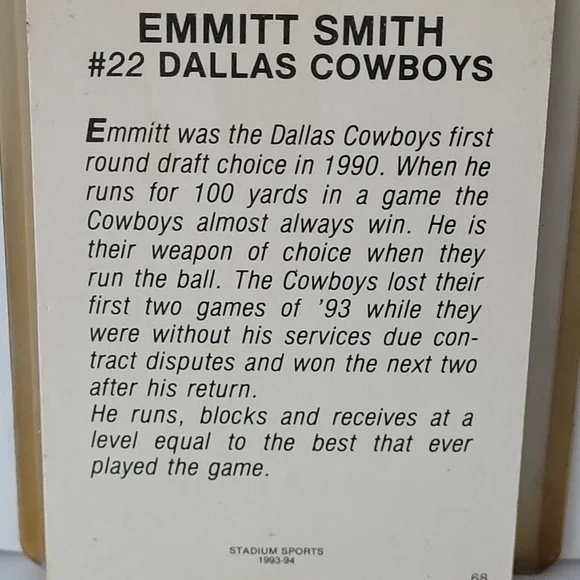 EMMITT SMITH
#22 DALLAS COWBOYS
Emmitt was the Dallas Cowboys first
round draft choice in 1990. When he
runs for 100 yards in a game the
Cowboys almost always win. He is
their weapon of choice when they
run the ball. The Cowboys lost their
first two games of '93 while they
were without his services due con-
tract disputes and won the next two
after his return.
He runs, blocks and receives at a
level equal to the best that ever
played the game.
STADIUM SPORTS
1993-94
68